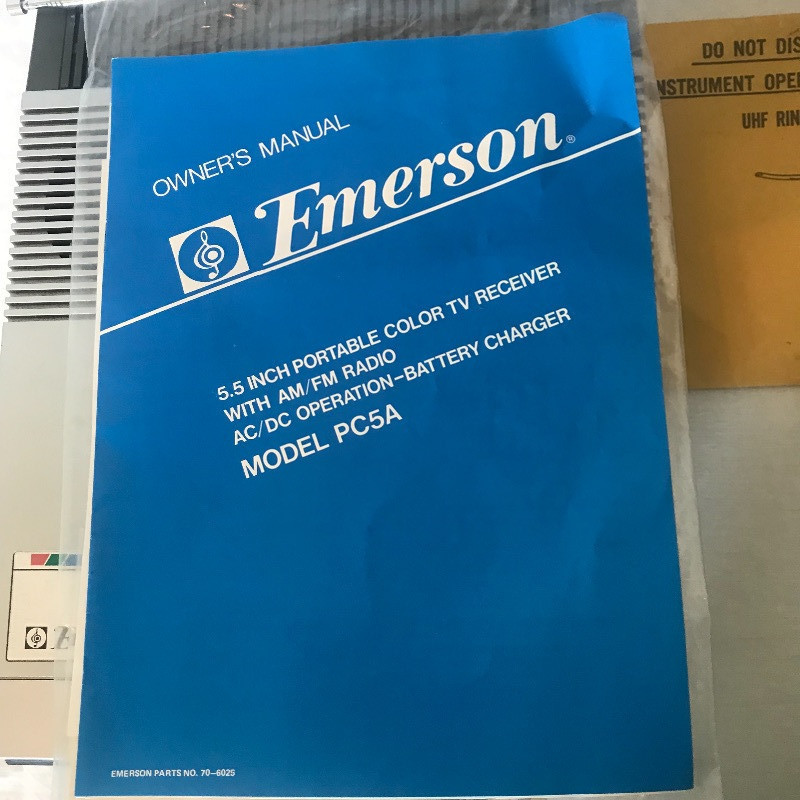 OWNER'S MANUAL
Emerson®
5.5 INCH PORTABLE COLOR TV RECEIVER
WITH AM/FM RADIO
AC/DC OPERATION-BATTERY CHARGER
MODEL PC5A
EMERSON PARTS NO. 70-6025
DO NOT DIS
NSTRUMENT OPE
UHF RIN
E